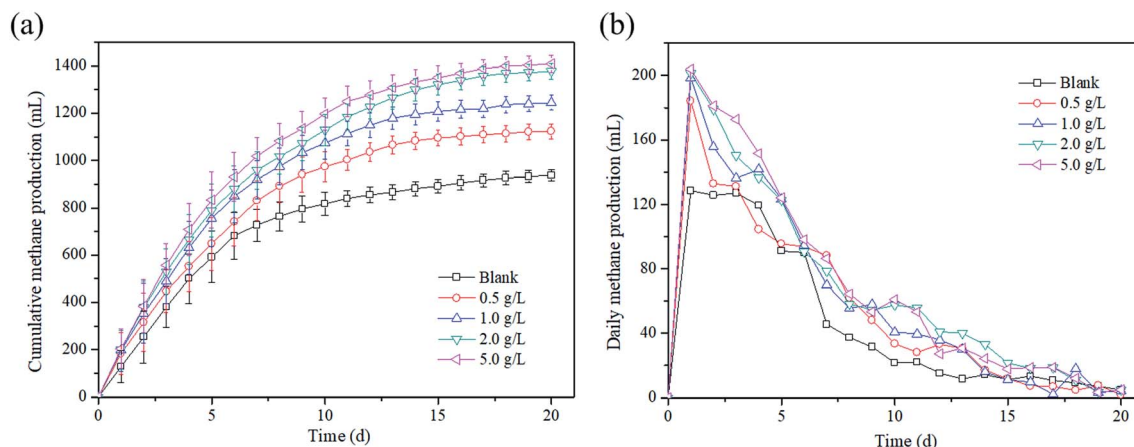 (a)
Cumulative methane production (mL)
1400
1200
1000
800
600
400
200
0
0
5
10
15
20
Time (d)
Blank
0.5 g/L
1.0 g/L
2.0 g/L
5.0 g/L
(b)
Daily methane production (mL)
200
160
120
80
40
0
0
5
10
15
20
Time (d)
Blank
0.5 g/L
1.0 g/L
2.0 g/L
5.0 g/L